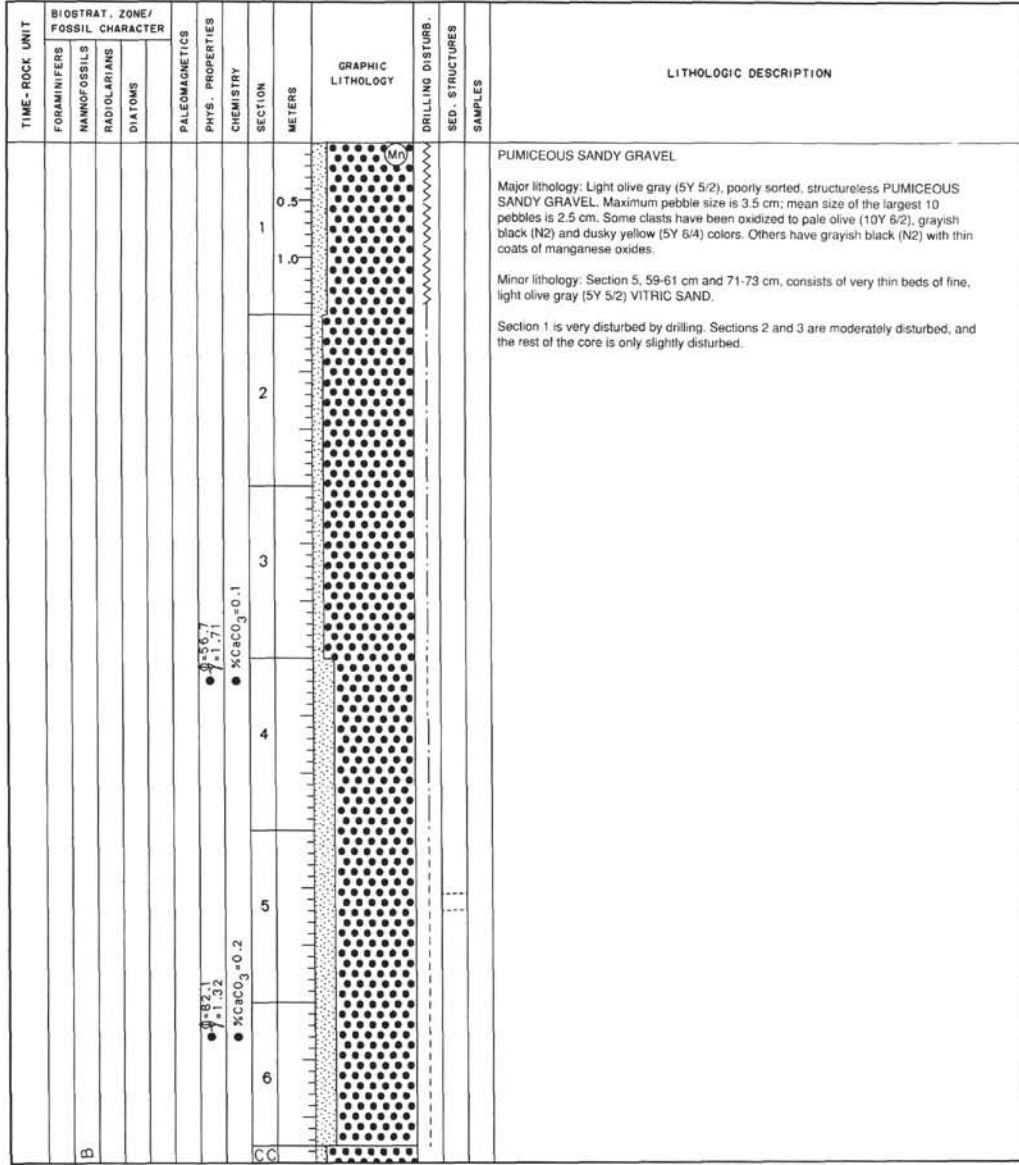 TIME-ROCK UNIT
BIOSTRAT. ZONE/
FOSSIL CHARACTER
FORAMINIFERS
NANNOFOSSILS
RADIOLARIANS
DIATOMS
PALEOMAGNETICS
PHYS. PROPERTIES
CHEMISTRY
SECTION
METERS
GRAPHIC
LITHOLOGY
DRILLING DISTURB.
SED. STRUCTURES
SAMPLES
LITHOLOGIC DESCRIPTION
Mn
0.5
1
1.0
2
3
φ=56.7
γ=1.71
%CaCO₃=0.1
4
5
φ=82.1
γ=1.32
%CaCO₃=0.2
6
B
CC
PUMICEOUS SANDY GRAVEL
Major lithology: Light olive gray (5Y 5/2), poorly sorted, structureless PUMICEOUS
SANDY GRAVEL. Maximum pebble size is 3.5 cm; mean size of the largest 10
pebbles is 2.5 cm. Some clasts have been oxidized to pale olive (10Y 6/2), grayish
black (N2) and dusky yellow (5Y 6/4) colors. Others have grayish black (N2) with thin
coats of manganese oxides.
Minor lithology: Section 5, 59-61 cm and 71-73 cm, consists of very thin beds of fine,
light olive gray (5Y 5/2) VITRIC SAND.
Section 1 is very disturbed by drilling. Sections 2 and 3 are moderately disturbed, and
the rest of the core is only slightly disturbed.